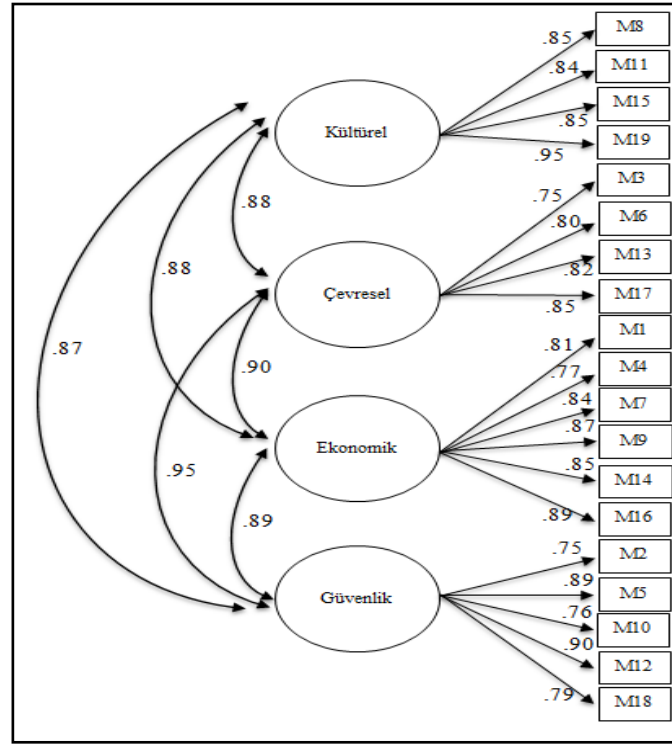 .85
M8
.84
M11
.85
M15
.95
M19
Kültürel
.75
M3
.80
M6
.82
M13
.85
M17
Çevresel
.81
M1
.77
M4
.84
M7
.87
M9
.85
M14
.89
M16
Ekonomik
.75
M2
.89
M5
.76
M10
.90
M12
.79
M18
Güvenlik
.88
.88
.87
.90
.95
.89